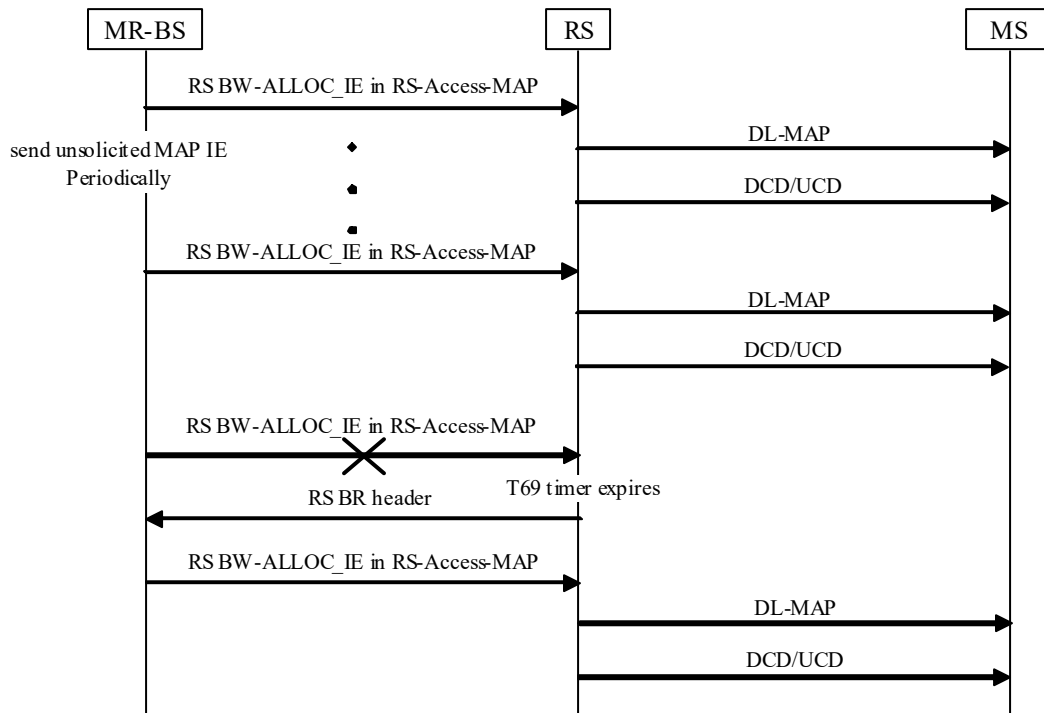 MR-BS
RS
MS
RS BW-ALLOC_IE in RS-Access-MAP
DL-MAP
send unsolicited MAP IE
Periodically
DCD/UCD
RS BW-ALLOC_IE in RS-Access-MAP
DL-MAP
DCD/UCD
RS BW-ALLOC_IE in RS-Access-MAP
T69 timer expires
RS BR header
RS BW-ALLOC_IE in RS-Access-MAP
DL-MAP
DCD/UCD